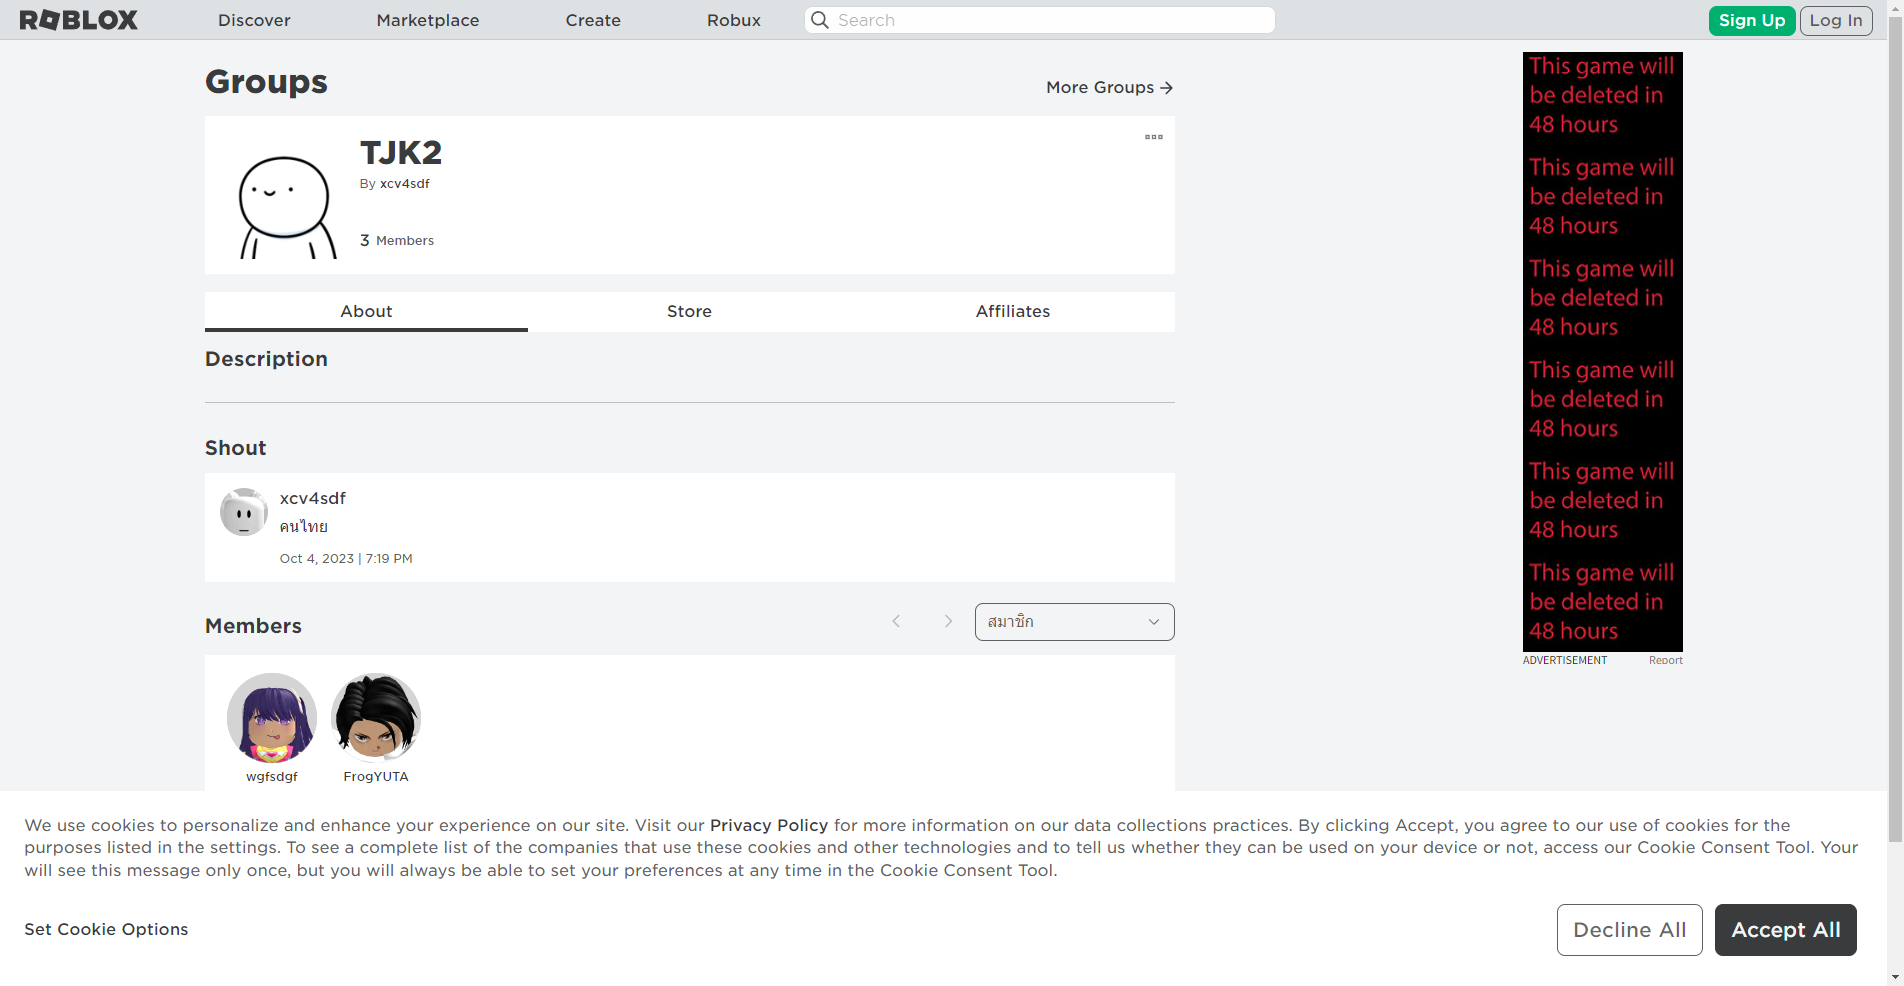 ROBLOX
Discover
Marketplace
Create
Robux
Search
Sign Up
Log In
Groups
More Groups
TJK2
By xcv4sdf
3 Members
About
Store
Affiliates
Description
Shout
xcv4sdf
คนไทย
Oct 4, 2023 | 7:19 PM
Members
สมาชิก
wgfsdgf
FrogYUTA
This game will
be deleted in
48 hours
This game will
be deleted in
48 hours
This game will
be deleted in
48 hours
This game will
be deleted in
48 hours
This game will
be deleted in
48 hours
This game will
be deleted in
48 hours
ADVERTISEMENT
Report
We use cookies to personalize and enhance your experience on our site. Visit our Privacy Policy for more information on our data collections practices. By clicking Accept, you agree to our use of cookies for the
purposes listed in the settings. To see a complete list of the companies that use these cookies and other technologies and to tell us whether they can be used on your device or not, access our Cookie Consent Tool. Your
will see this message only once, but you will always be able to set your preferences at any time in the Cookie Consent Tool.
Set Cookie Options
Decline All
Accept All